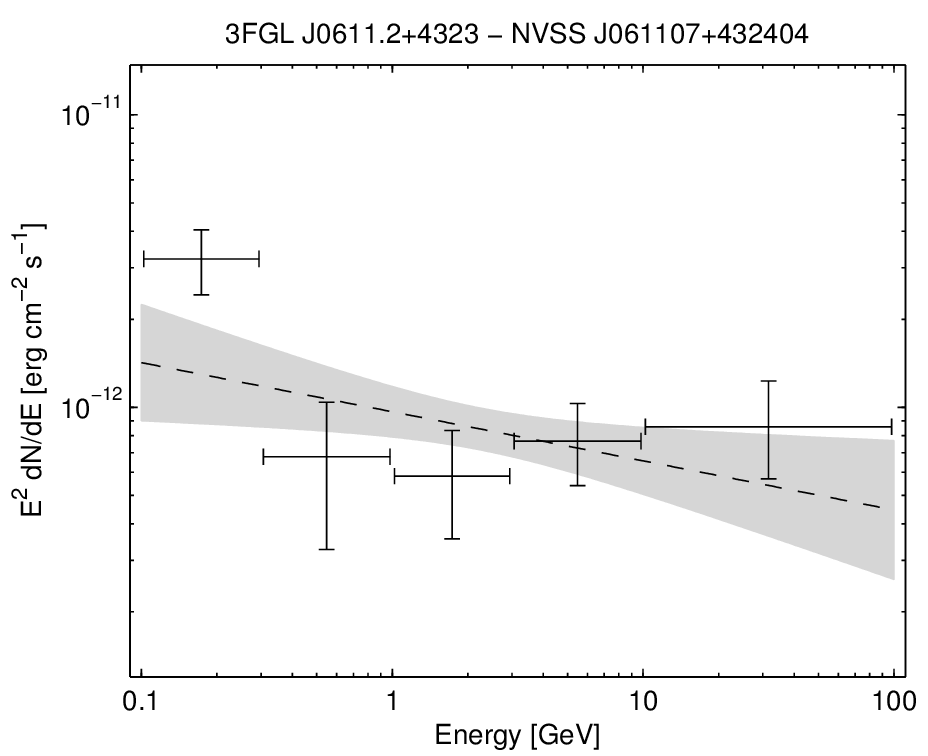 3FGL J0611.2+4323 − NVSS J061107+432404
10⁻¹¹
10⁻¹²
E² dN/dE [erg cm⁻² s⁻¹]
0.1 1 10 100
Energy [GeV]